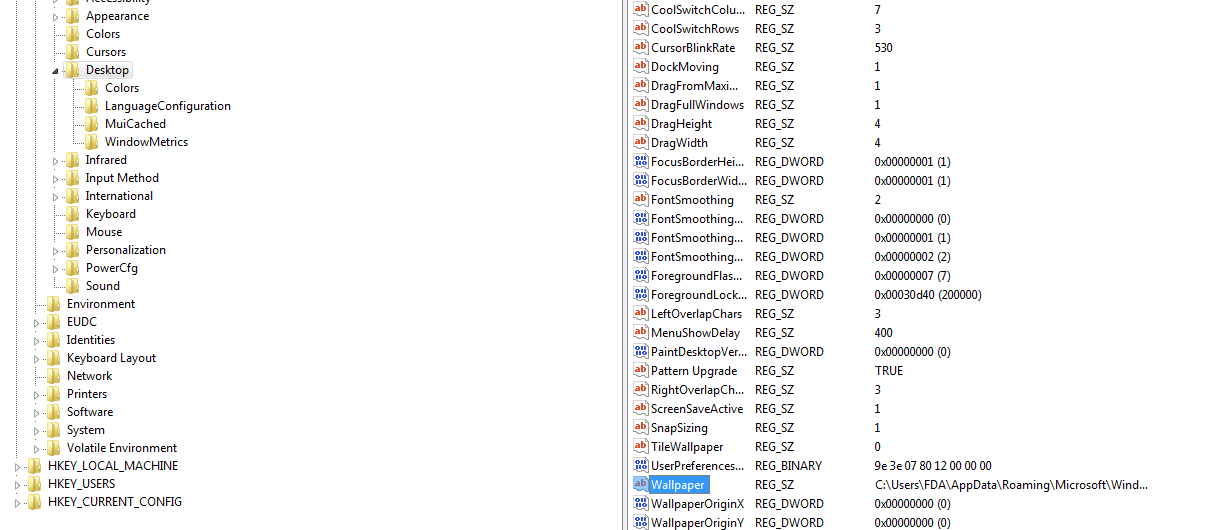 Accessibility
Appearance
Colors
Cursors
Desktop
Colors
LanguageConfiguration
MuiCached
WindowMetrics
Infrared
Input Method
International
Keyboard
Mouse
Personalization
PowerCfg
Sound
Environment
EUDC
Identities
Keyboard Layout
Network
Printers
Software
System
Volatile Environment
HKEY_LOCAL_MACHINE
HKEY_USERS
HKEY_CURRENT_CONFIG
CoolSwitchColu... REG_SZ 7
CoolSwitchRows REG_SZ 3
CursorBlinkRate REG_SZ 530
DockMoving REG_SZ 1
DragFromMaxi... REG_SZ 1
DragFullWindows REG_SZ 1
DragHeight REG_SZ 4
DragWidth REG_SZ 4
FocusBorderHei... REG_DWORD 0x00000001 (1)
FocusBorderWid... REG_DWORD 0x00000001 (1)
FontSmoothing REG_SZ 2
FontSmoothing... REG_DWORD 0x00000000 (0)
FontSmoothing... REG_DWORD 0x00000001 (1)
FontSmoothing... REG_DWORD 0x00000002 (2)
ForegroundFlas... REG_DWORD 0x00000007 (7)
ForegroundLock... REG_DWORD 0x00030d40 (200000)
LeftOverlapChars REG_SZ 3
MenuShowDelay REG_SZ 400
PaintDesktopVer... REG_DWORD 0x00000000 (0)
Pattern Upgrade REG_SZ TRUE
RightOverlapCh... REG_SZ 3
ScreenSaveActive REG_SZ 1
SnapSizing REG_SZ 1
TileWallpaper REG_SZ 0
UserPreferences... REG_BINARY 9e 3e 07 80 12 00 00 00
Wallpaper REG_SZ C:\Users\FDA\AppData\Roaming\Microsoft\Wind...
WallpaperOriginX REG_DWORD 0x00000000 (0)
WallpaperOriginY REG_DWORD 0x00000000 (0)